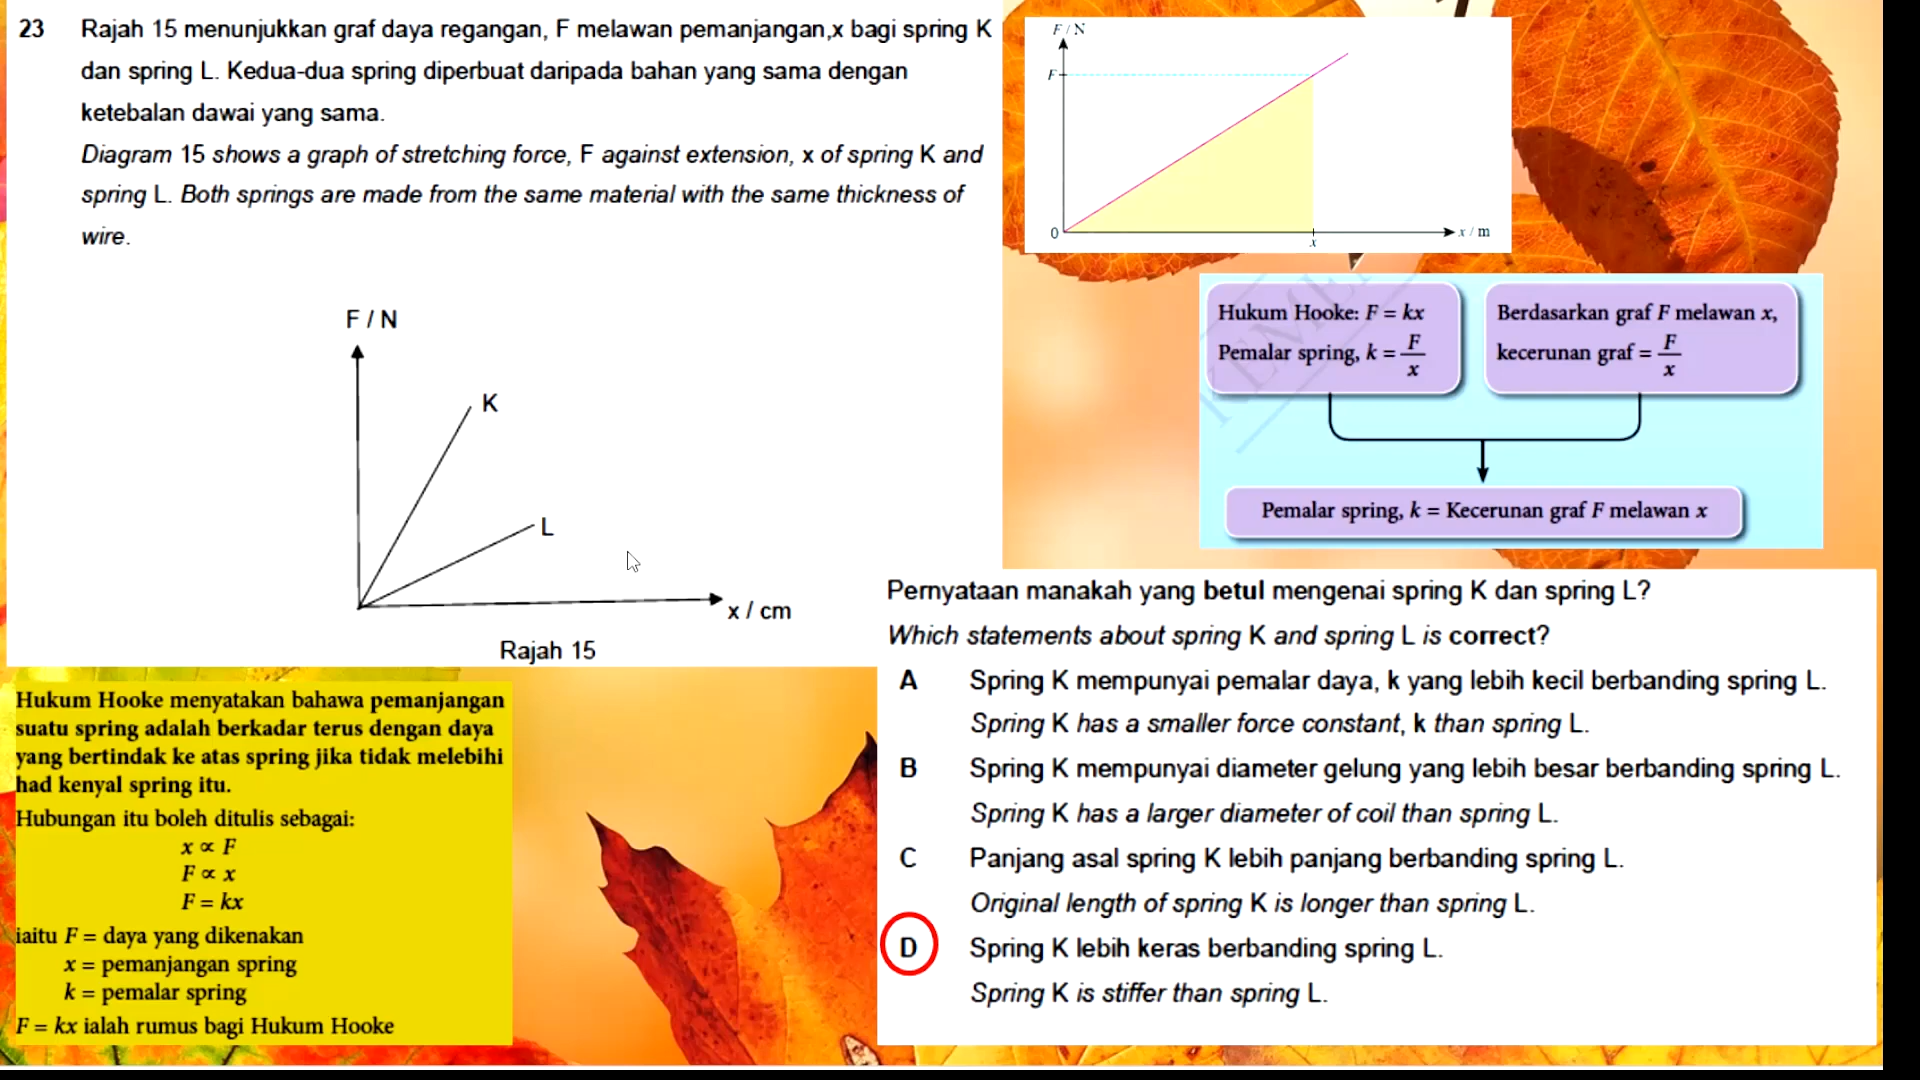 23 Rajah 15 menunjukkan graf daya regangan, F melawan pemanjangan,x bagi spring K
dan spring L. Kedua-dua spring diperbuat daripada bahan yang sama dengan
ketebalan dawai yang sama.
Diagram 15 shows a graph of stretching force, F against extension, x of spring K and
spring L. Both springs are made from the same material with the same thickness of
wire.
F / N
K
L
x / cm
Rajah 15
F / N
F
0
x
x / m
Hukum Hooke: F = kx
Pemalar spring, k = F/x
Berdasarkan graf F melawan x,
kecerunan graf = F/x
Pemalar spring, k = Kecerunan graf F melawan x
Hukum Hooke menyatakan bahawa pemanjangan
suatu spring adalah berkadar terus dengan daya
yang bertindak ke atas spring jika tidak melebihi
had kenyal spring itu.
Hubungan itu boleh ditulis sebagai:
x ∝ F
F ∝ x
F = kx
iaitu F = daya yang dikenakan
x = pemanjangan spring
k = pemalar spring
F = kx ialah rumus bagi Hukum Hooke
Pernyataan manakah yang betul mengenai spring K dan spring L?
Which statements about spring K and spring L is correct?
A Spring K mempunyai pemalar daya, k yang lebih kecil berbanding spring L.
Spring K has a smaller force constant, k than spring L.
B Spring K mempunyai diameter gelung yang lebih besar berbanding spring L.
Spring K has a larger diameter of coil than spring L.
C Panjang asal spring K lebih panjang berbanding spring L.
Original length of spring K is longer than spring L.
D Spring K lebih keras berbanding spring L.
Spring K is stiffer than spring L.